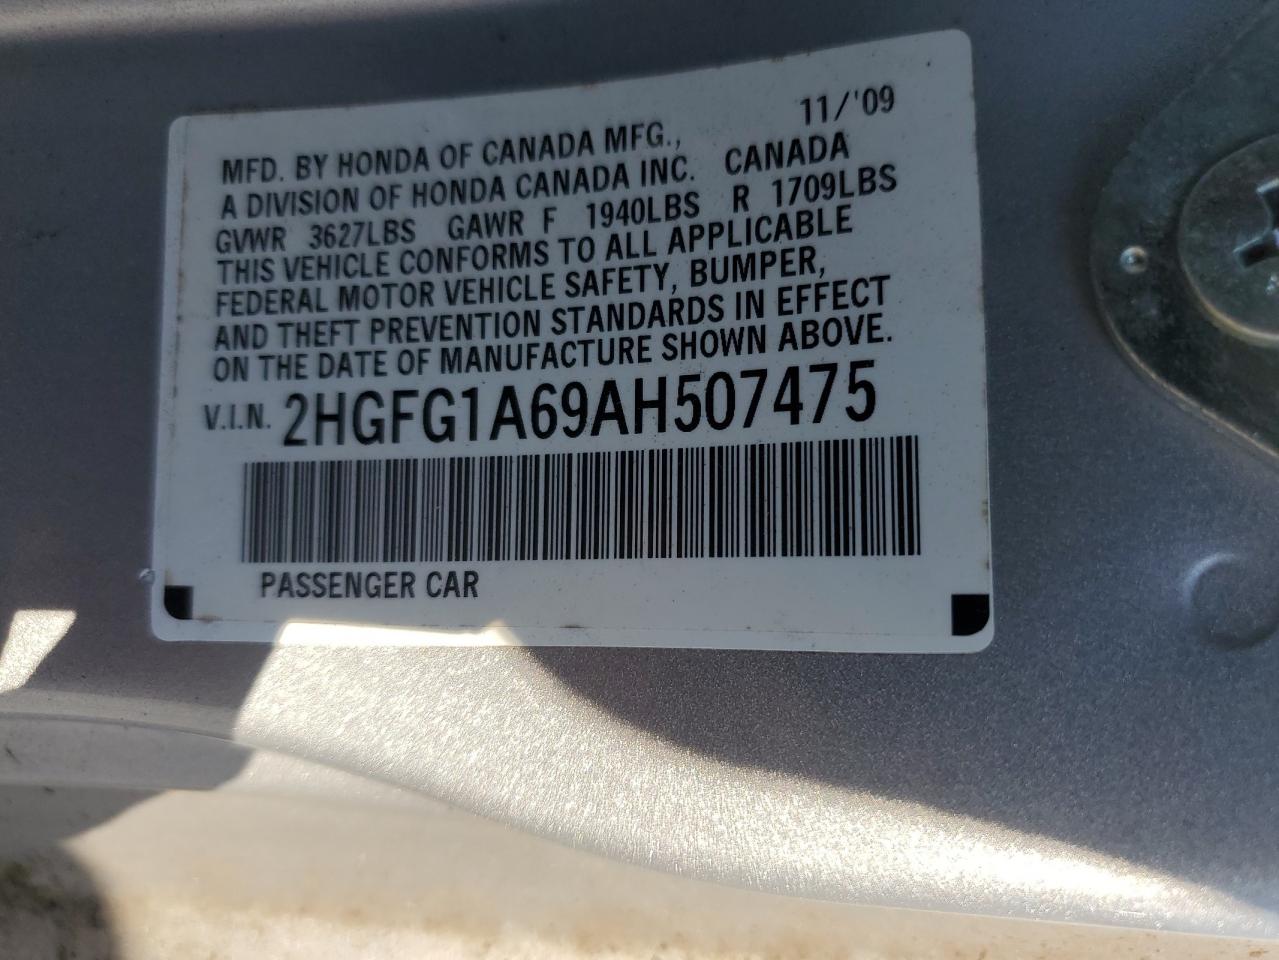 11/'09
MFD. BY HONDA OF CANADA MFG.,
A DIVISION OF HONDA CANADA INC. CANADA
GVWR 3627LBS GAWR F 1940LBS R 1709LBS
THIS VEHICLE CONFORMS TO ALL APPLICABLE
FEDERAL MOTOR VEHICLE SAFETY, BUMPER,
AND THEFT PREVENTION STANDARDS IN EFFECT
ON THE DATE OF MANUFACTURE SHOWN ABOVE.
V.I.N. 2HGFG1A69AH507475
PASSENGER CAR